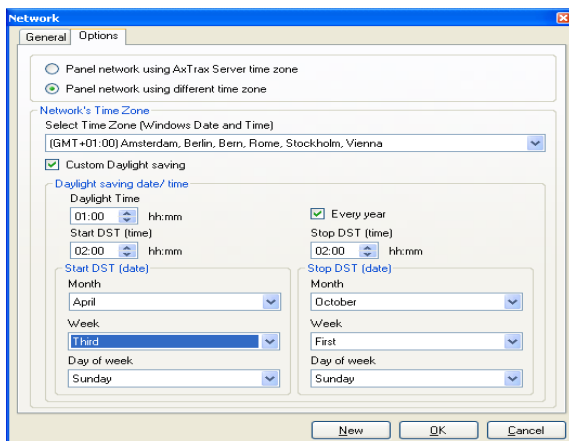 Network
General Options
Panel network using AxTrax Server time zone
Panel network using different time zone
Network's Time Zone
Select Time Zone (Windows Date and Time)
(GMT+01:00) Amsterdam, Berlin, Bern, Rome, Stockholm, Vienna
Custom Daylight saving
Daylight saving date/ time
Daylight Time
01:00 hh:mm Every year
Start DST (time) Stop DST (time)
02:00 hh:mm 02:00 hh:mm
Start DST (date) Stop DST (date)
Month Month
April October
Week Week
Third First
Day of week Day of week
Sunday Sunday
New OK Cancel